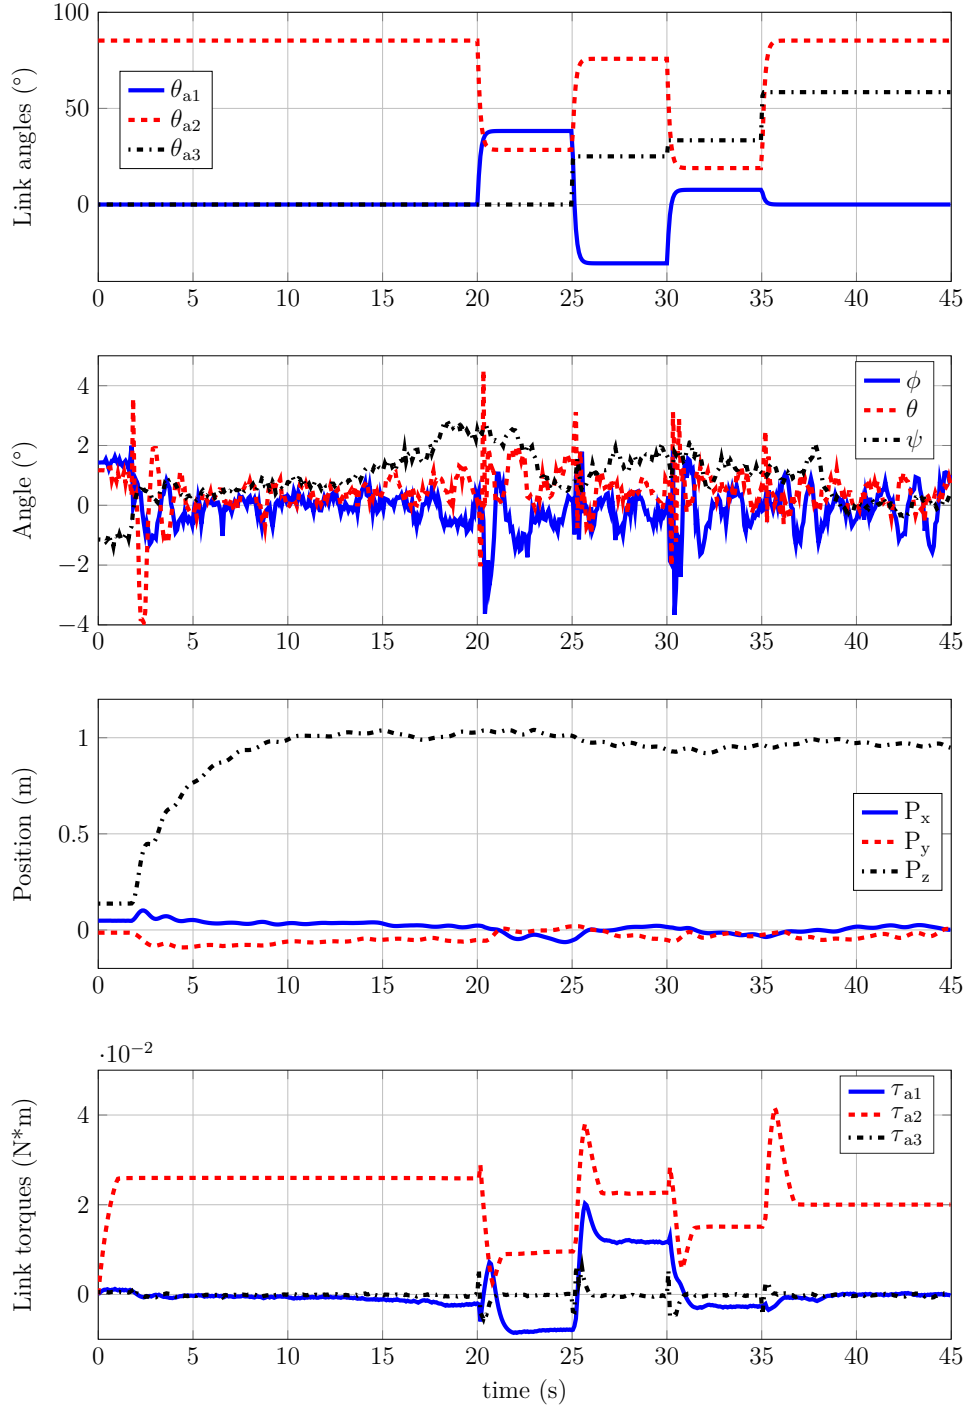 100
50
0
Link angles (°)
θa1
θa2
θa3
0 5 10 15 20 25 30 35 40 45
4
2
0
−2
−4
Angle (°)
ϕ
θ
ψ
0 5 10 15 20 25 30 35 40 45
1
0.5
0
Position (m)
Px
Py
Pz
0 5 10 15 20 25 30 35 40 45
·10−2
4
2
0
Link torques (N*m)
τa1
τa2
τa3
0 5 10 15 20 25 30 35 40 45
time (s)